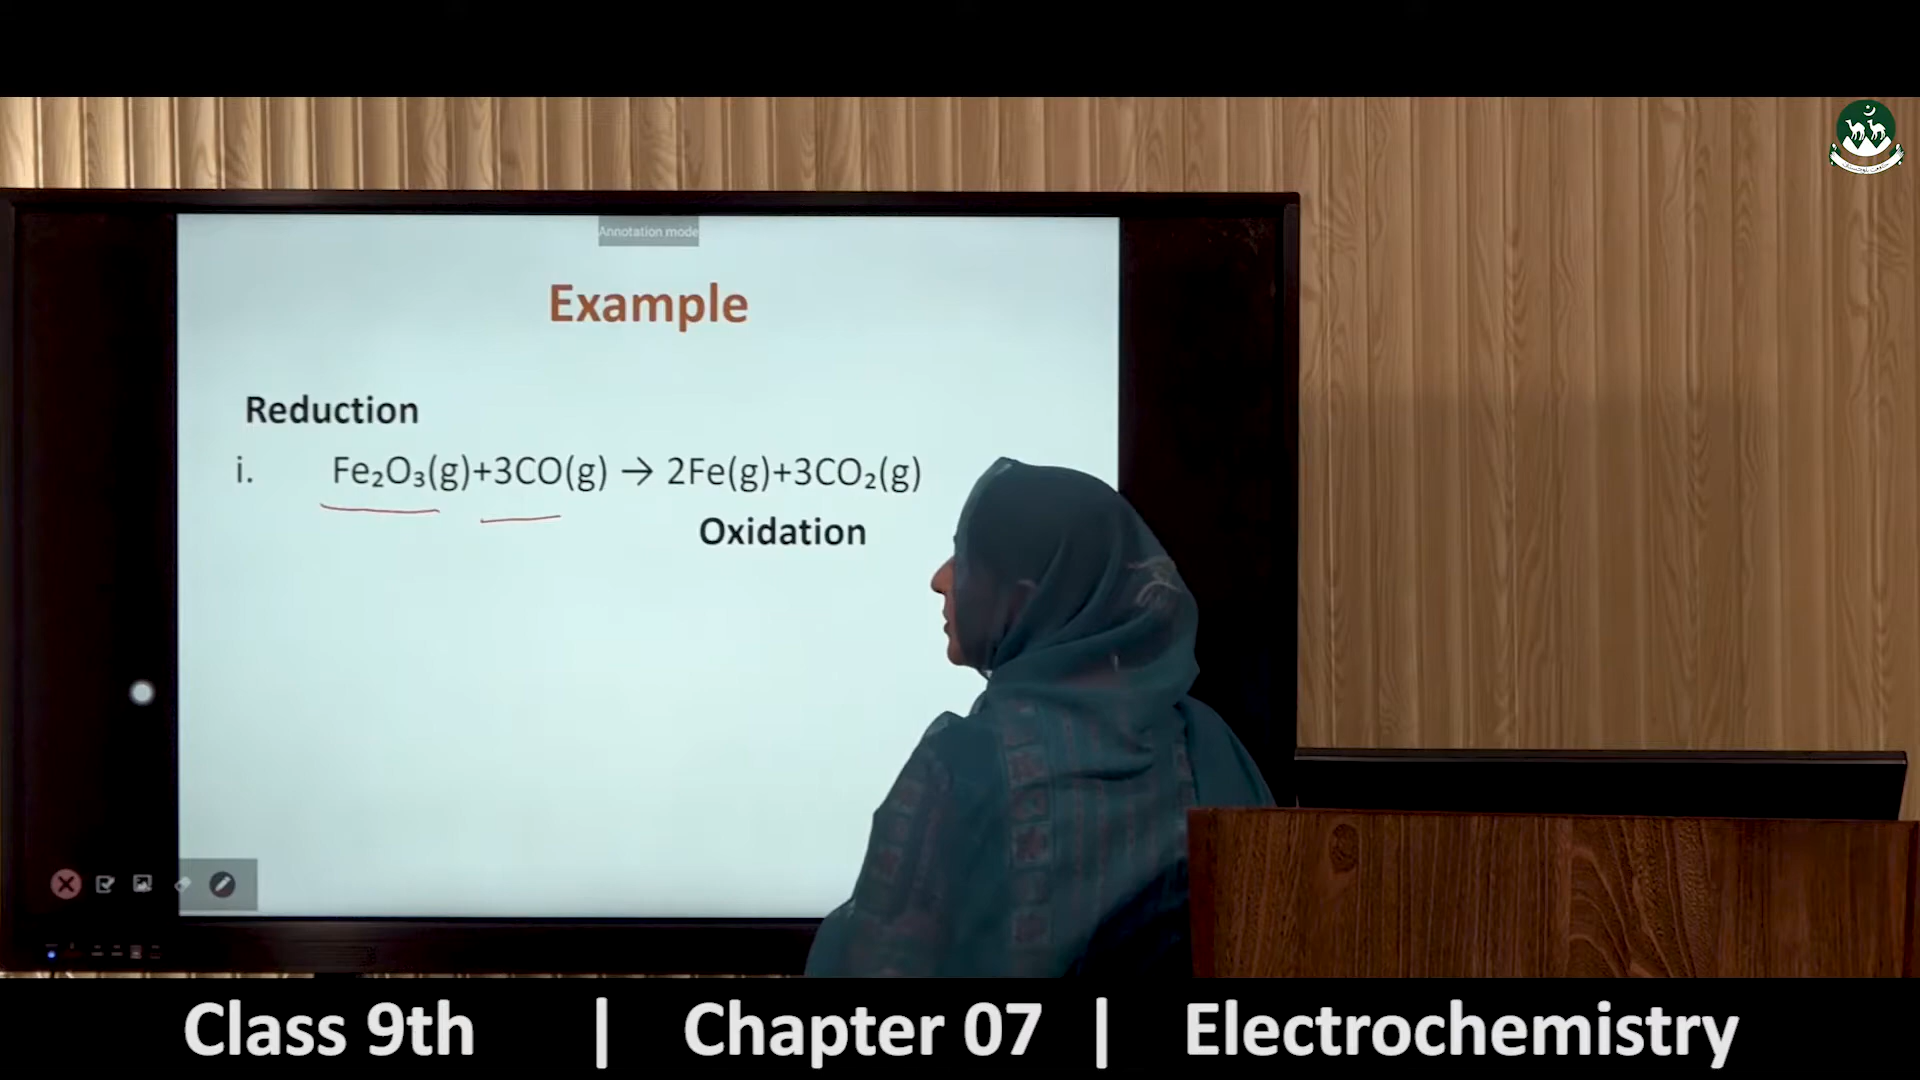 Annotation mode
Example
Reduction
i. Fe₂O₃(g)+3CO(g) → 2Fe(g)+3CO₂(g)
Oxidation
Class 9th | Chapter 07 | Electrochemistry